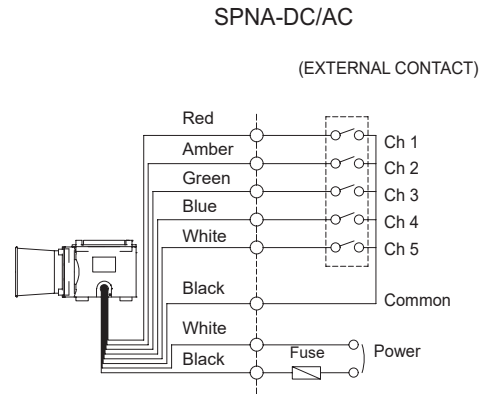 SPNA-DC/AC
(EXTERNAL CONTACT)
Red
Ch 1
Amber
Ch 2
Green
Ch 3
Blue
Ch 4
White
Ch 5
Black
Common
White
Power
Black
Fuse